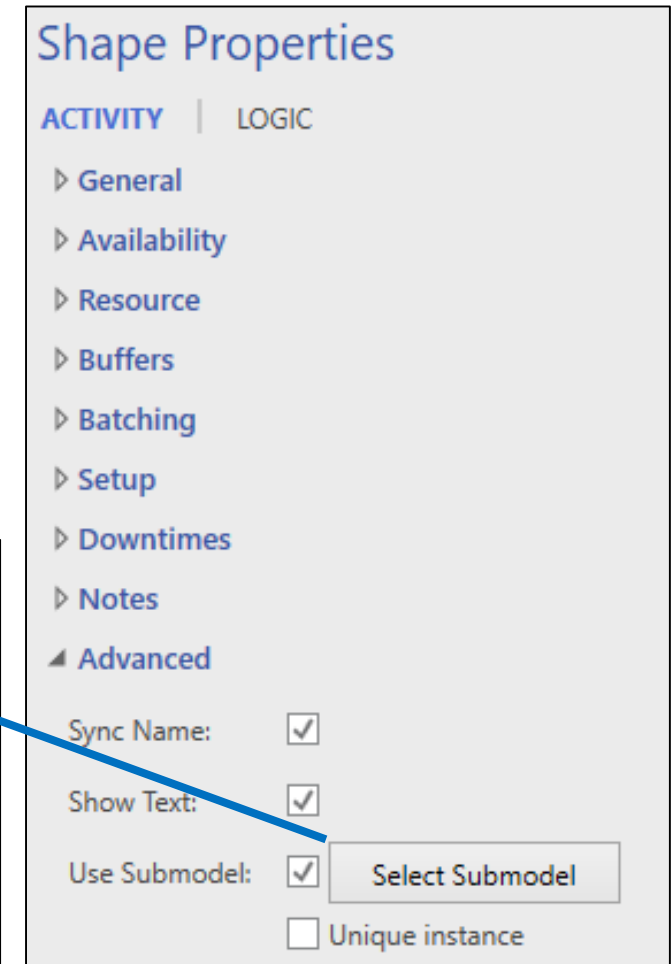 Shape Properties
ACTIVITY | LOGIC
General
Availability
Resource
Buffers
Batching
Setup
Downtimes
Notes
Advanced
Sync Name:
Show Text:
Use Submodel: Select Submodel
Unique instance